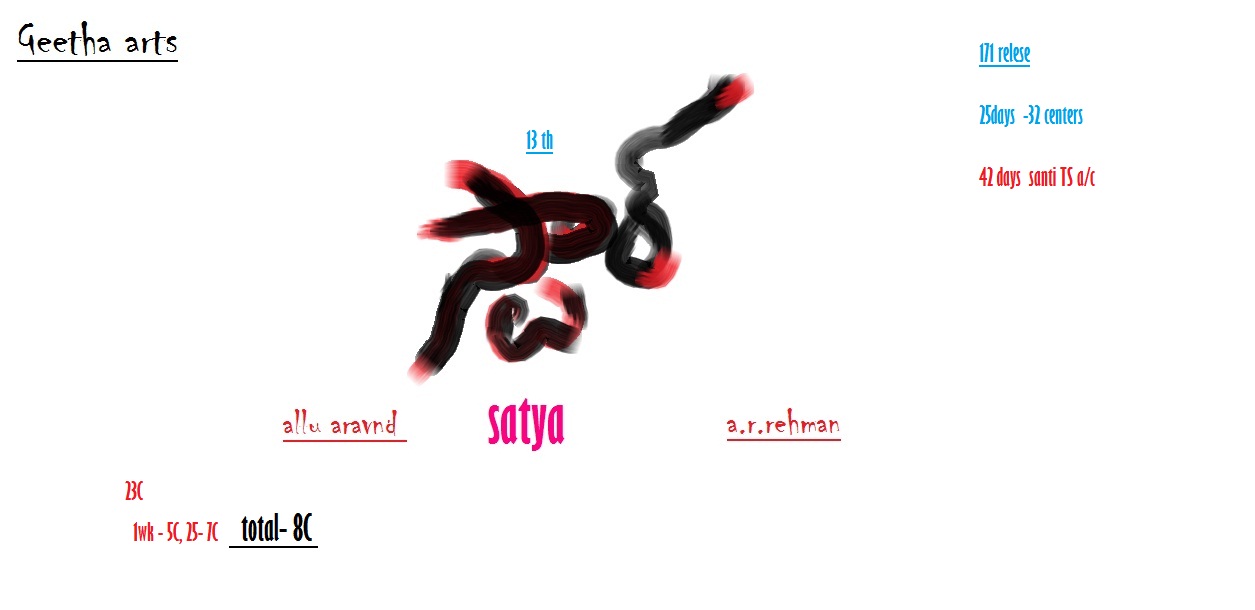 Geetha arts
171 relese
25days -32 centers
42 days santi TS a/c
13 th
allu aravnd
satya
a.r.rehman
23C
1wk - 5C, 25- 7C total- 8C